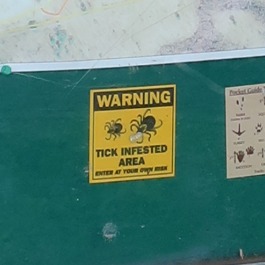 WARNING
TICK INFESTED
AREA
ENTER AT YOUR OWN RISK
Pocket Guide